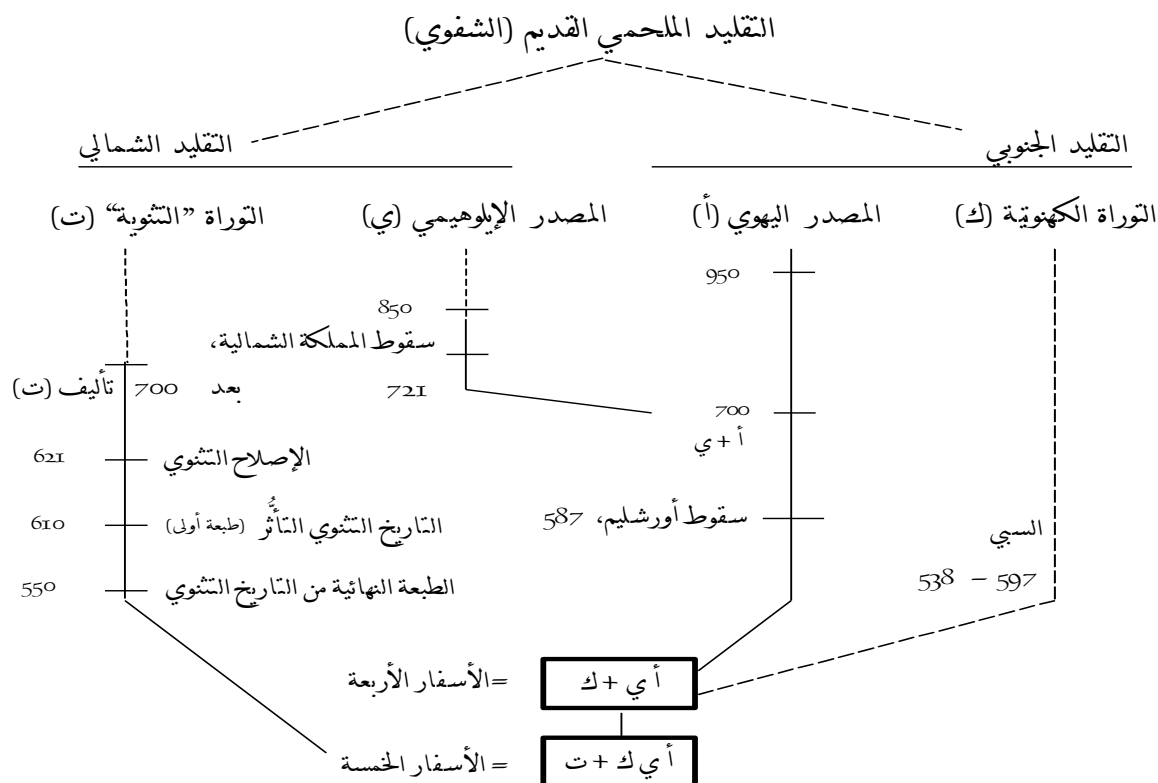 التقليد الملحمي القديم (الشفوي)
التقليد الجنوبي
التقليد الشمالي
التوراة الكهنوتية (ك)
المصدر اليهوي (أ)
المصدر الإيلوهيمي (ي)
التوراة ”التثنوية“ (ت)
950
850
سقوط المملكة الشمالية،
721
بعد 700 تأليف (ت)
700
أ + ي
621
الإصلاح التثنوي
610
التاريخ التثنوي التأثُّر (طبعة أولى)
سقوط أورشليم، 587
السبي
597 – 538
550
الطبعة النهائية من التاريخ التثنوي
أ ي + ك
=الأسفار الأربعة
أ ي ك + ت
= الأسفار الخمسة